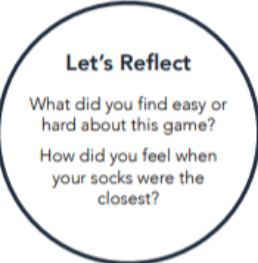 Let’s Reflect
What did you find easy or
hard about this game?
How did you feel when
your socks were the
closest?